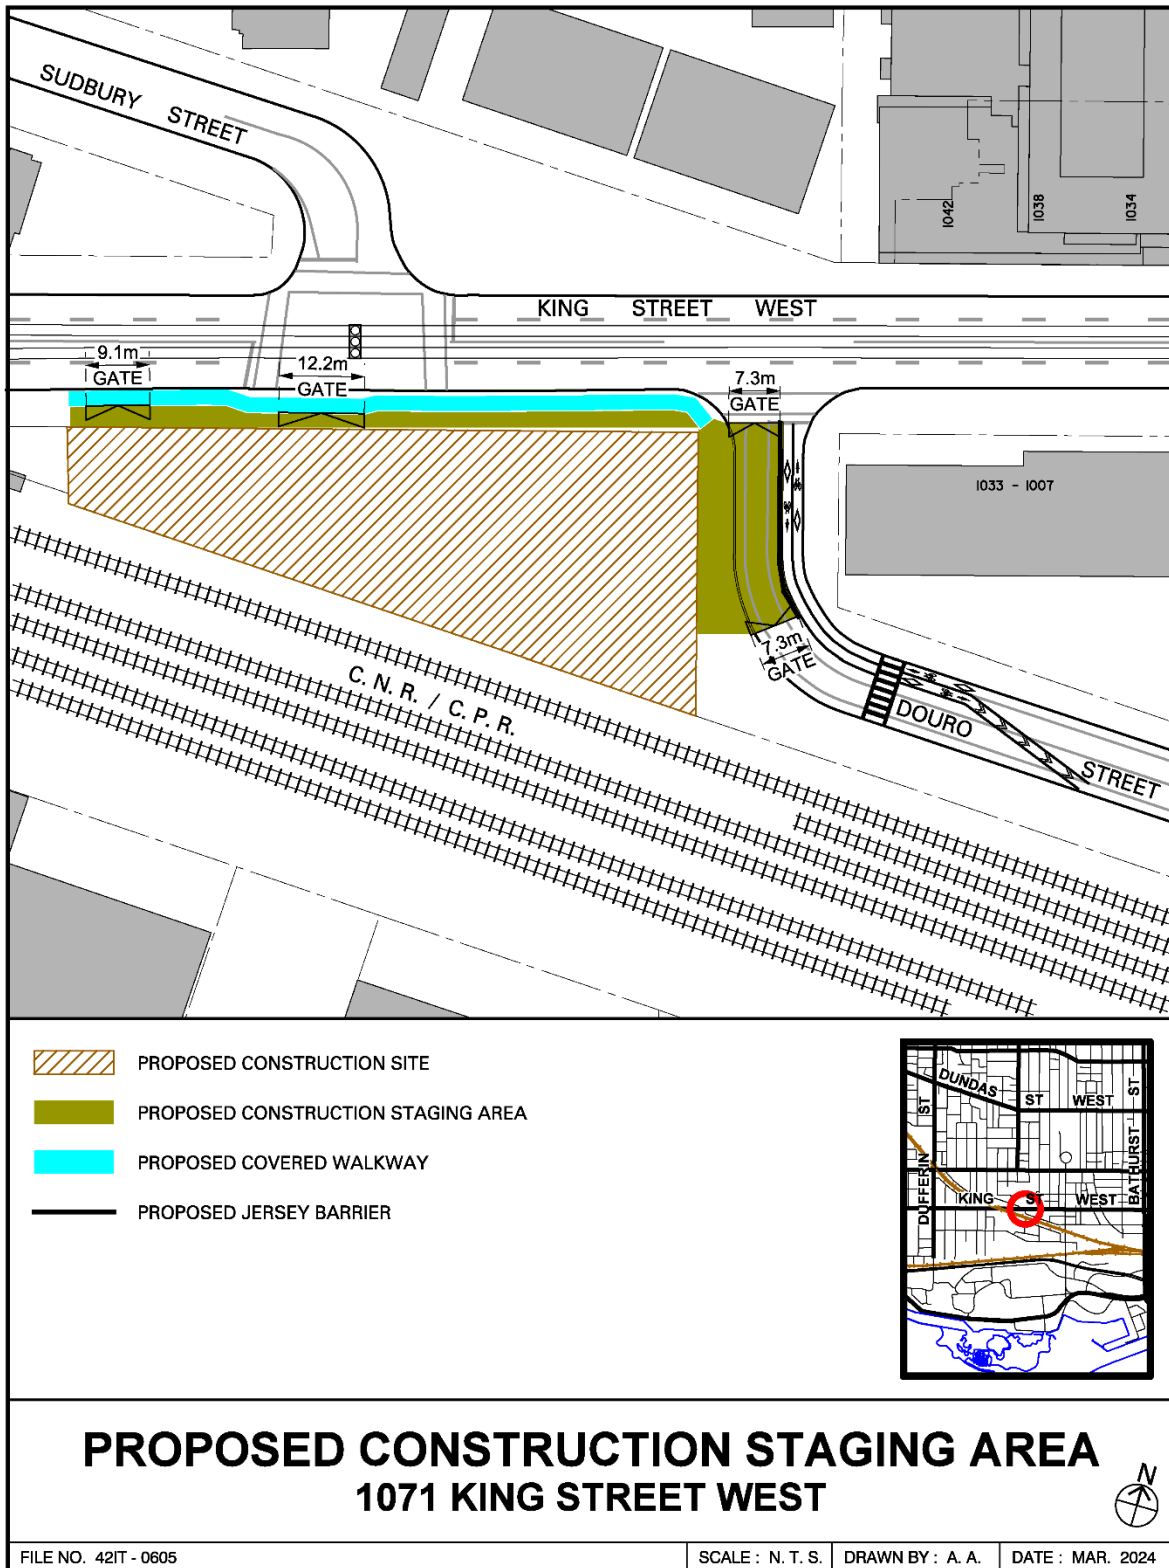 SUDBURY STREET
1042
1038
1034
KING STREET WEST
9.1m
GATE
12.2m
GATE
7.3m
GATE
1033 - 1007
7.3m
GATE
C.N.R. / C.P.R.
DOURO STREET
PROPOSED CONSTRUCTION SITE
PROPOSED CONSTRUCTION STAGING AREA
PROPOSED COVERED WALKWAY
PROPOSED JERSEY BARRIER
DUNDAS ST WEST
DUFFERIN ST
BATHURST ST
KING ST WEST
PROPOSED CONSTRUCTION STAGING AREA
1071 KING STREET WEST
N
FILE NO. 42IT - 0605
SCALE : N. T. S.
DRAWN BY : A. A.
DATE : MAR. 2024